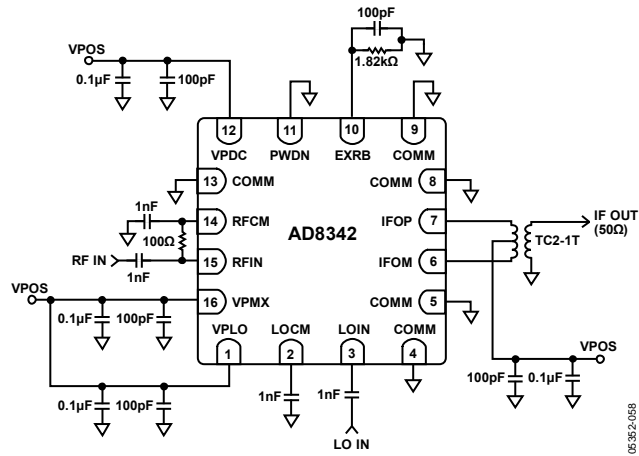 100pF
1.82kΩ
VPOS
0.1µF
100pF
12
11
10
9
VPDC
PWDN
EXRB
COMM
13
COMM
COMM
8
1nF
14
RFCM
IFOP
7
IF OUT
(50Ω)
100Ω
AD8342
TC2-1T
RF IN
15
RFIN
IFOM
6
1nF
VPOS
16
VPMX
COMM
5
0.1µF
100pF
VPLO
LOCM
LOIN
COMM
1
2
3
4
VPOS
100pF
0.1µF
0.1µF
100pF
1nF
1nF
LO IN
05352-058